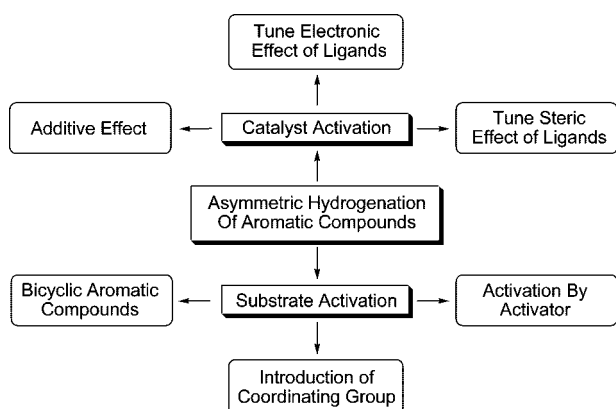 Tune Electronic
Effect of Ligands
Additive Effect
Catalyst Activation
Tune Steric
Effect of Ligands
Asymmetric Hydrogenation
Of Aromatic Compounds
Bicyclic Aromatic
Compounds
Substrate Activation
Activation By
Activator
Introduction of
Coordinating Group